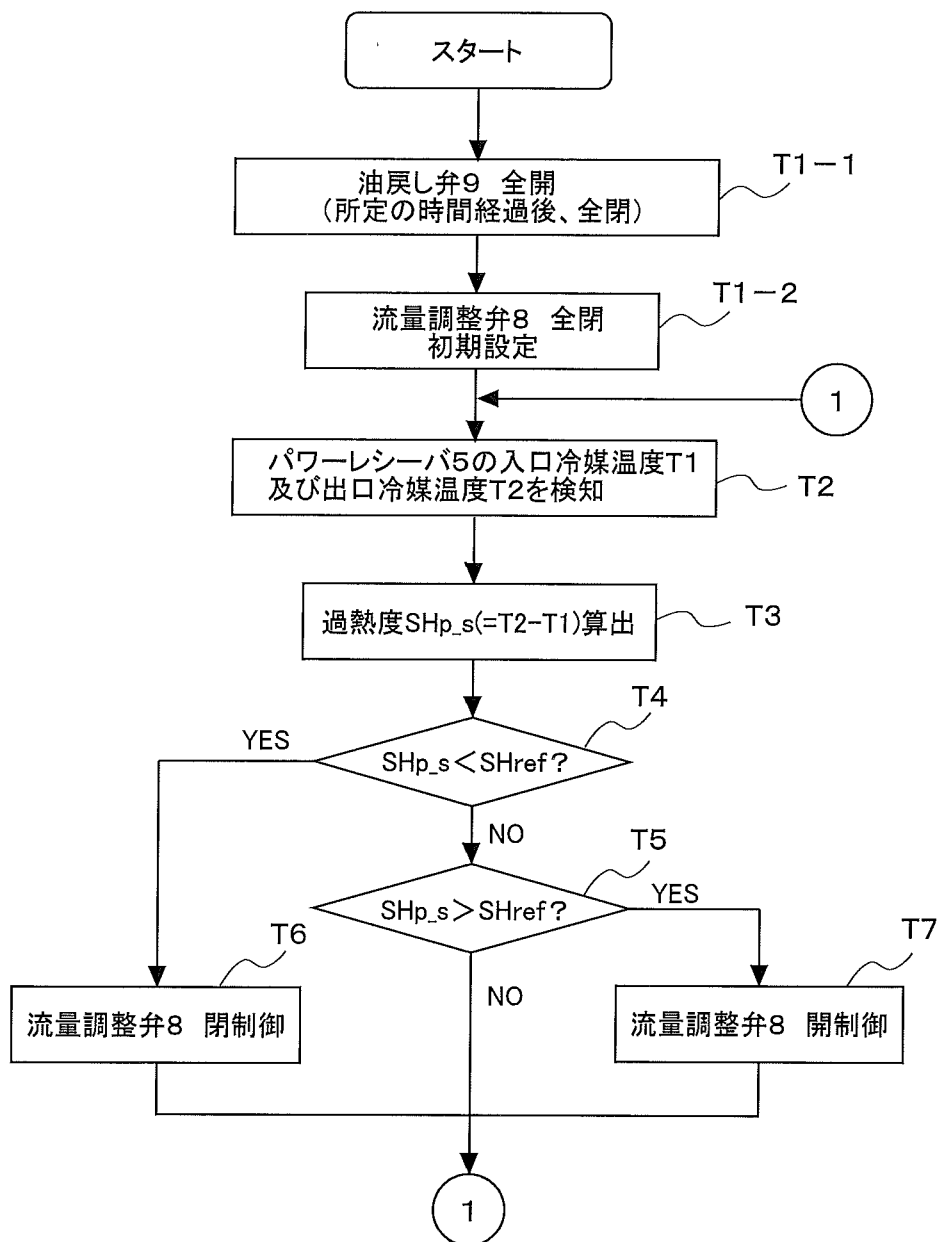 スタート
油戻し弁9 全開
(所定の時間経過後、全閉)
T1-1
流量調整弁8 全閉
初期設定
T1-2
1
パワーレシーバ5の入口冷媒温度T1
及び出口冷媒温度T2を検知
T2
過熱度SHp_s(=T2-T1)算出
T3
T4
YES
SHp_s<SHref?
NO
T5
SHp_s>SHref?
YES
T6
T7
NO
流量調整弁8 閉制御
流量調整弁8 開制御
1